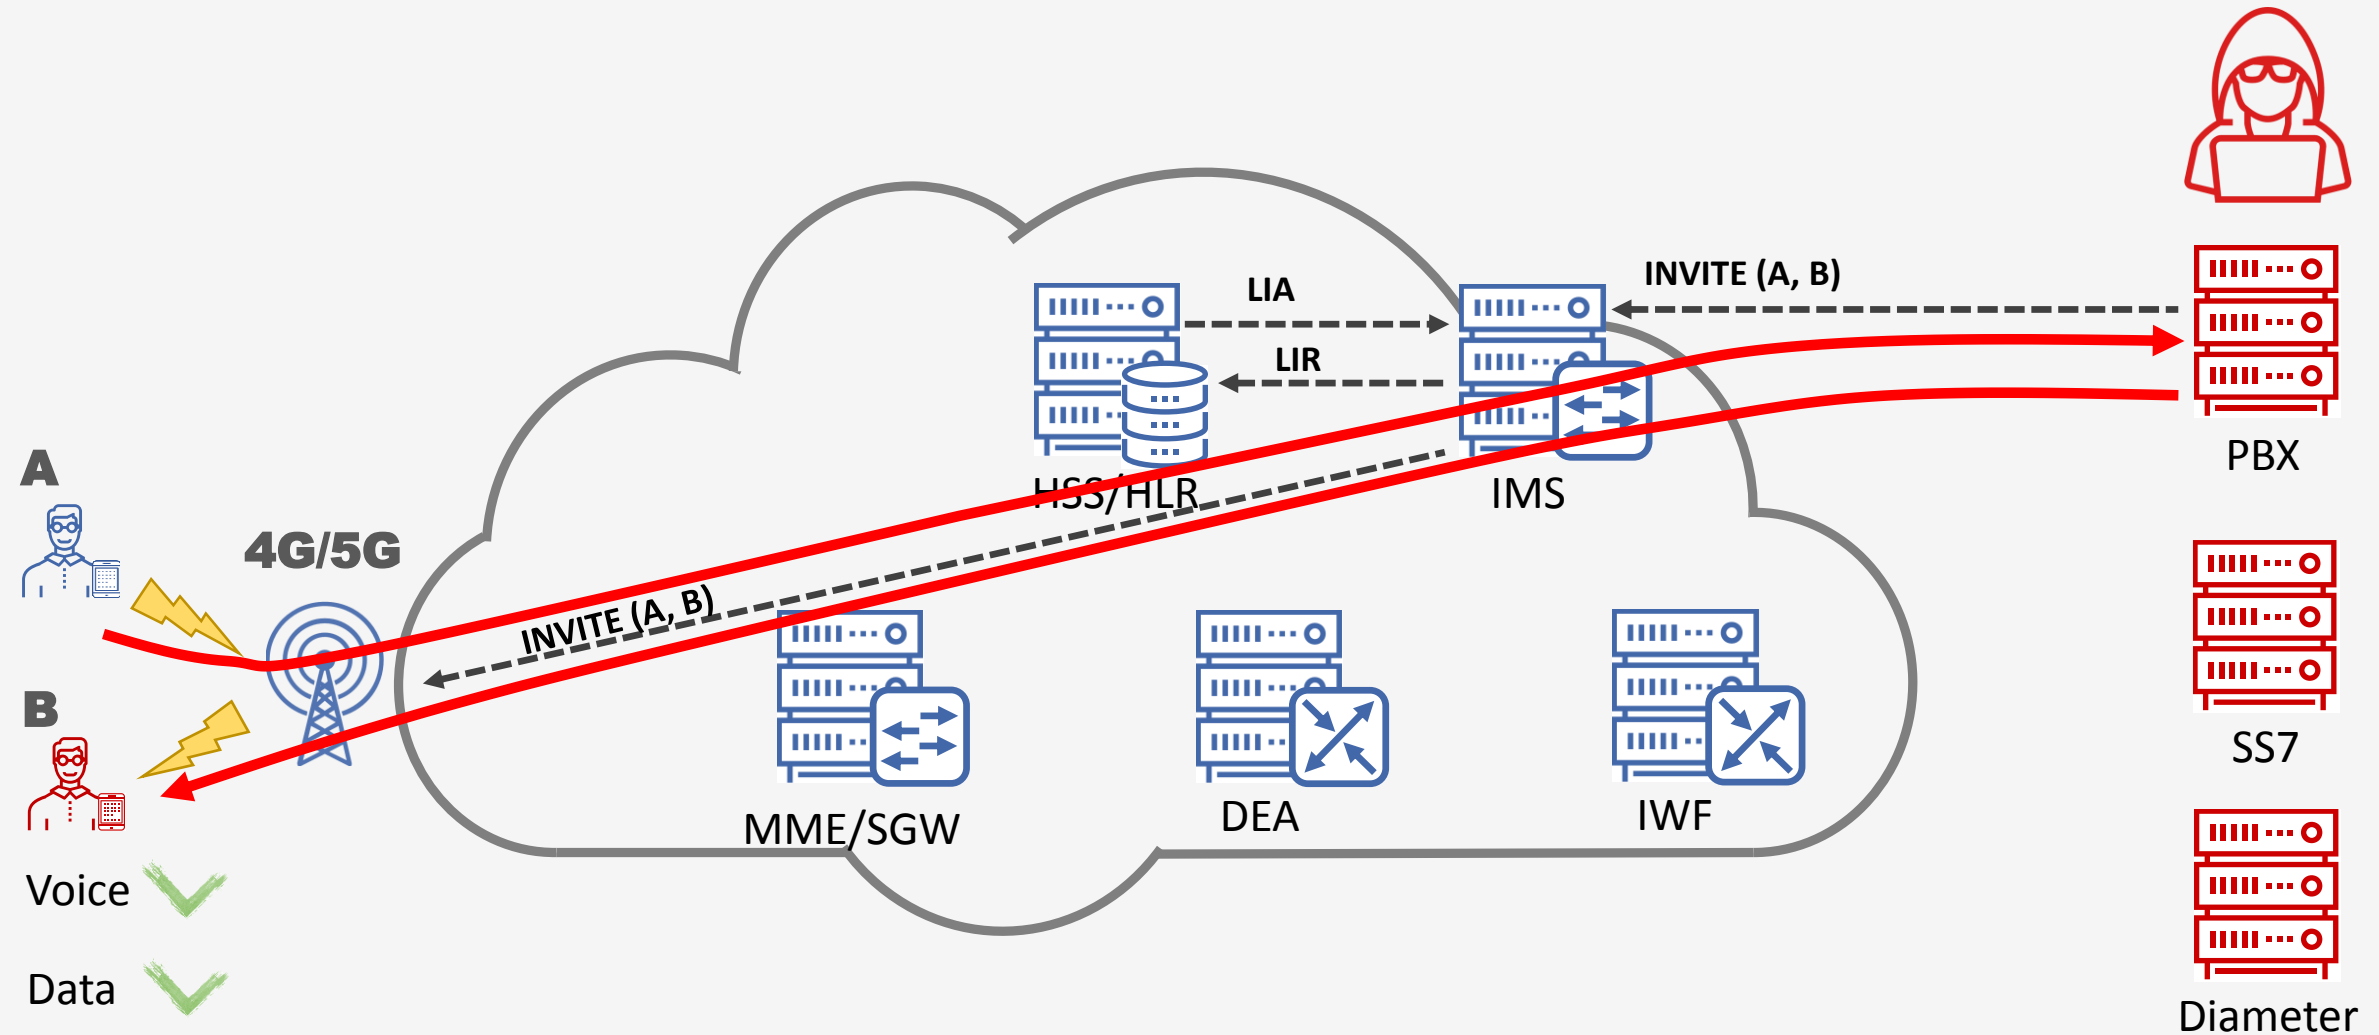 LIA
INVITE (A, B)
LIR
A
PBX
HSS/HLR
IMS
4G/5G
INVITE (A, B)
B
SS7
MME/SGW
DEA
IWF
Voice
Data
Diameter